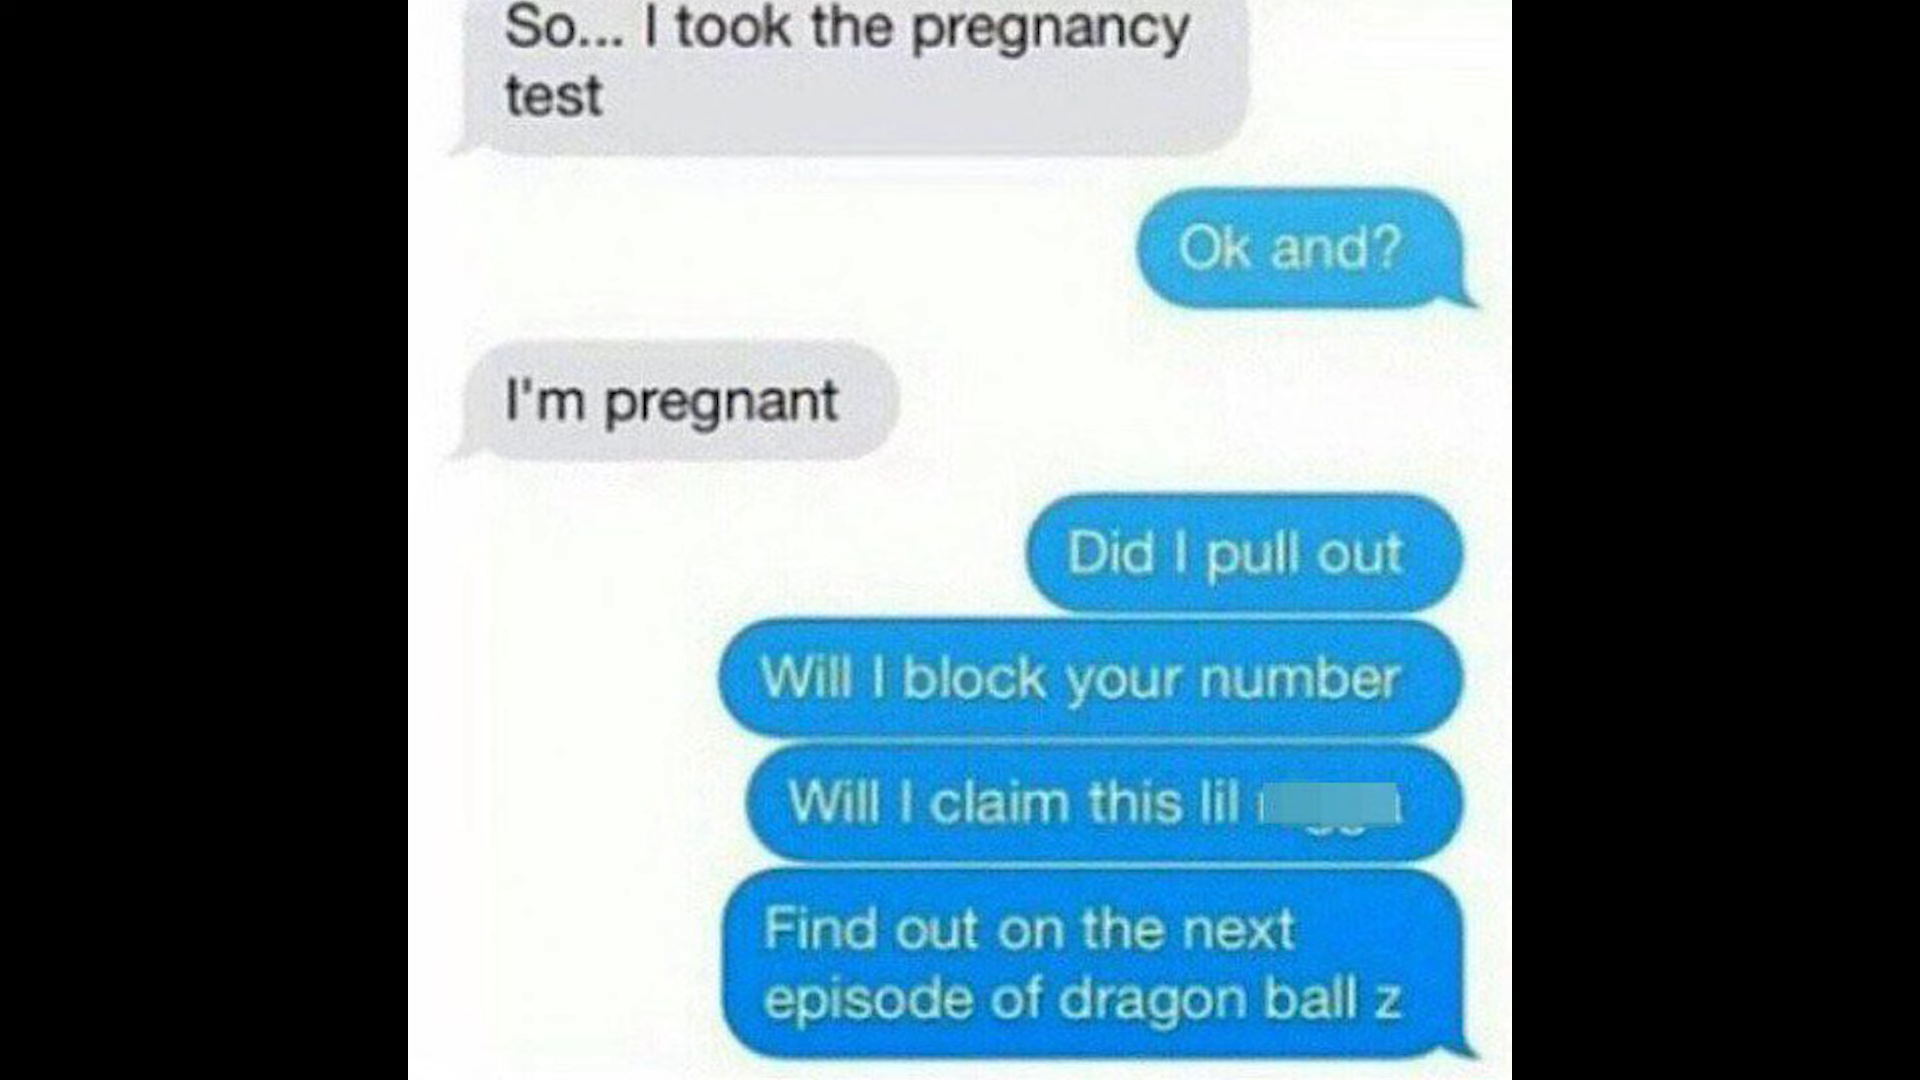 So... I took the pregnancy
test
Ok and?
I'm pregnant
Did I pull out
Will I block your number
Will I claim this lil
Find out on the next
episode of dragon ball z